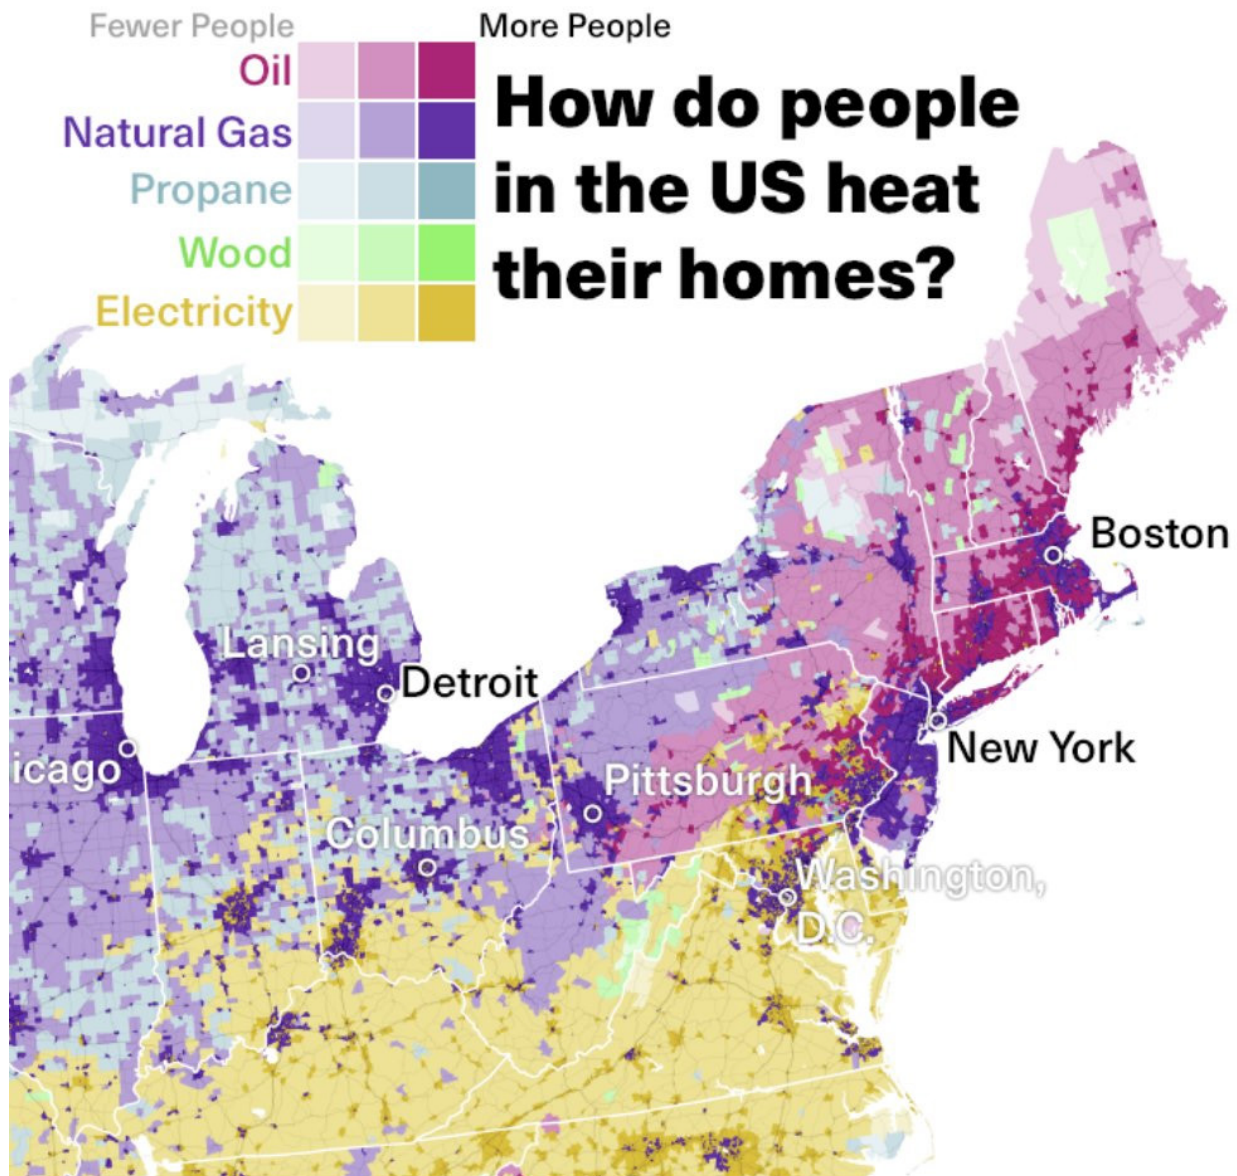 Fewer People
More People
Oil
Natural Gas
Propane
Wood
Electricity
How do people
in the US heat
their homes?
Boston
Lansing
Detroit
New York
icago
Pittsburgh
Columbus
Washington,
D.C.